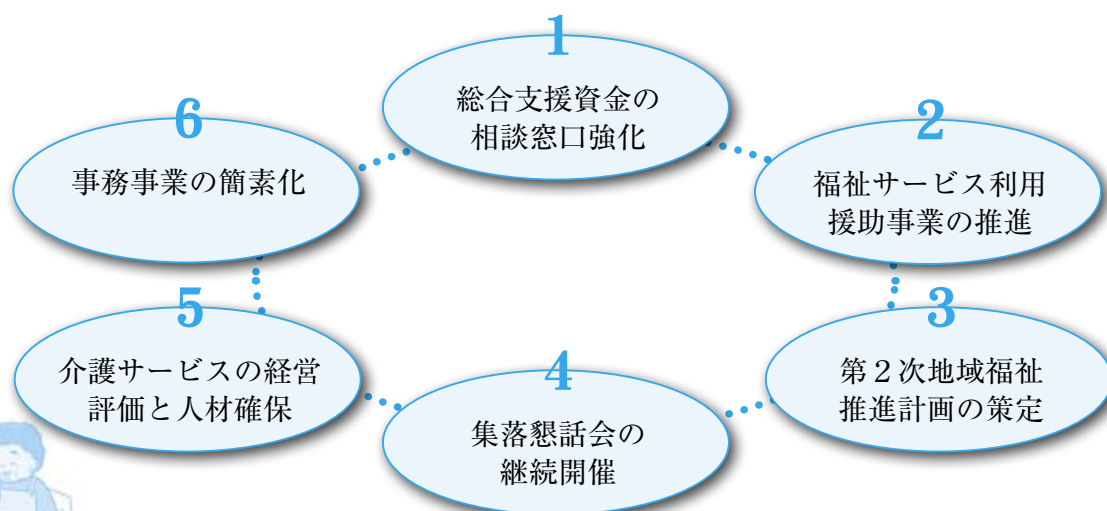 1
総合支援資金の
相談窓口強化
2
福祉サービス利用
援助事業の推進
3
第２次地域福祉
推進計画の策定
4
集落懇話会の
継続開催
5
介護サービスの経営
評価と人材確保
6
事務事業の簡素化